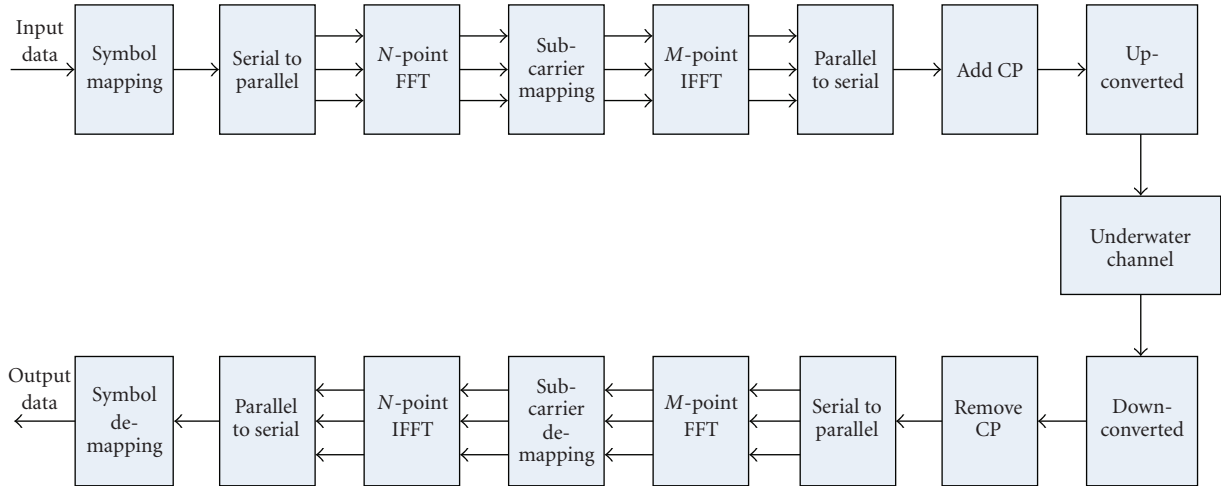 Input
data
Symbol
mapping
Serial to
parallel
N-point
FFT
Sub-
carrier
mapping
M-point
IFFT
Parallel
to serial
Add CP
Up-
converted
Underwater
channel
Output
data
Symbol
de-
mapping
Parallel
to serial
N-point
IFFT
Sub-
carrier
de-
mapping
M-point
FFT
Serial to
parallel
Remove
CP
Down-
converted